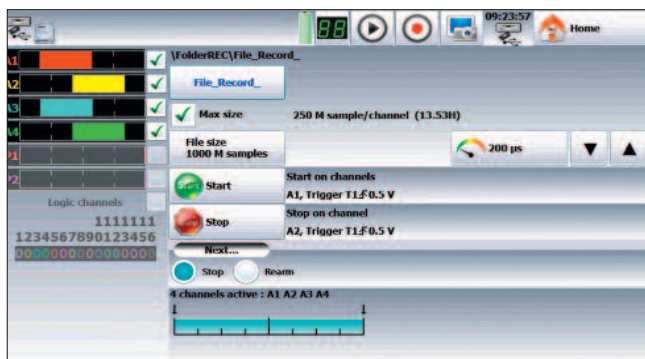 09:23:57
88
Home
A1
\FolderREC\File_Record_
A2
File_Record_
A3
Max size
250 M sample/channel (13.53H)
A4
File size
1000 M samples
200 µs
P1
P2
Start
Start
Start on channels
A1, Trigger T1 0.5 V
Logic channels
1111111
1234567890123456
0000000000000000
Stop
Stop on channel
A2, Trigger T1 0.5 V
Next...
Stop
Rearm
4 channels active : A1 A2 A3 A4